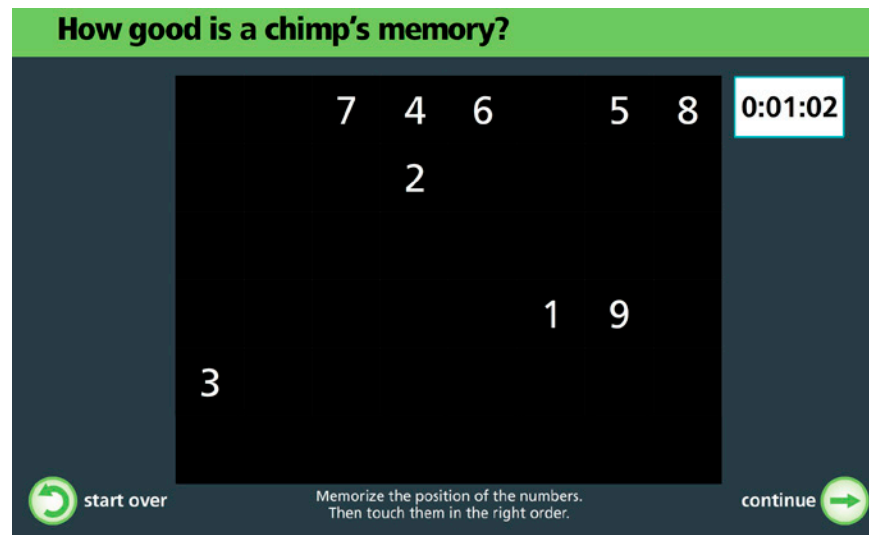 How good is a chimp's memory?
7 4 6 5 8 0:01:02
2
1 9
3
start over
Memorize the position of the numbers.
Then touch them in the right order.
continue